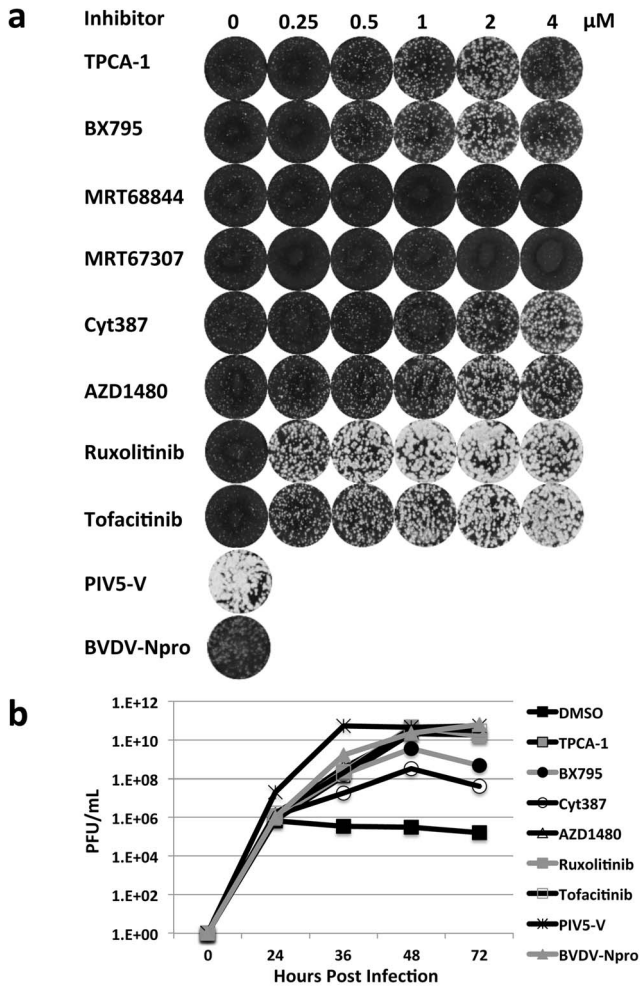 a
Inhibitor 0 0.25 0.5 1 2 4 μM
TPCA-1
BX795
MRT68844
MRT67307
Cyt387
AZD1480
Ruxolitinib
Tofacitinib
PIV5-V
BVDV-Npro
b
PFU/mL
1.E+12
1.E+10
1.E+08
1.E+06
1.E+04
1.E+02
1.E+00
0 24 36 48 72
Hours Post Infection
DMSO
TPCA-1
BX795
Cyt387
AZD1480
Ruxolitinib
Tofacitinib
PIV5-V
BVDV-Npro